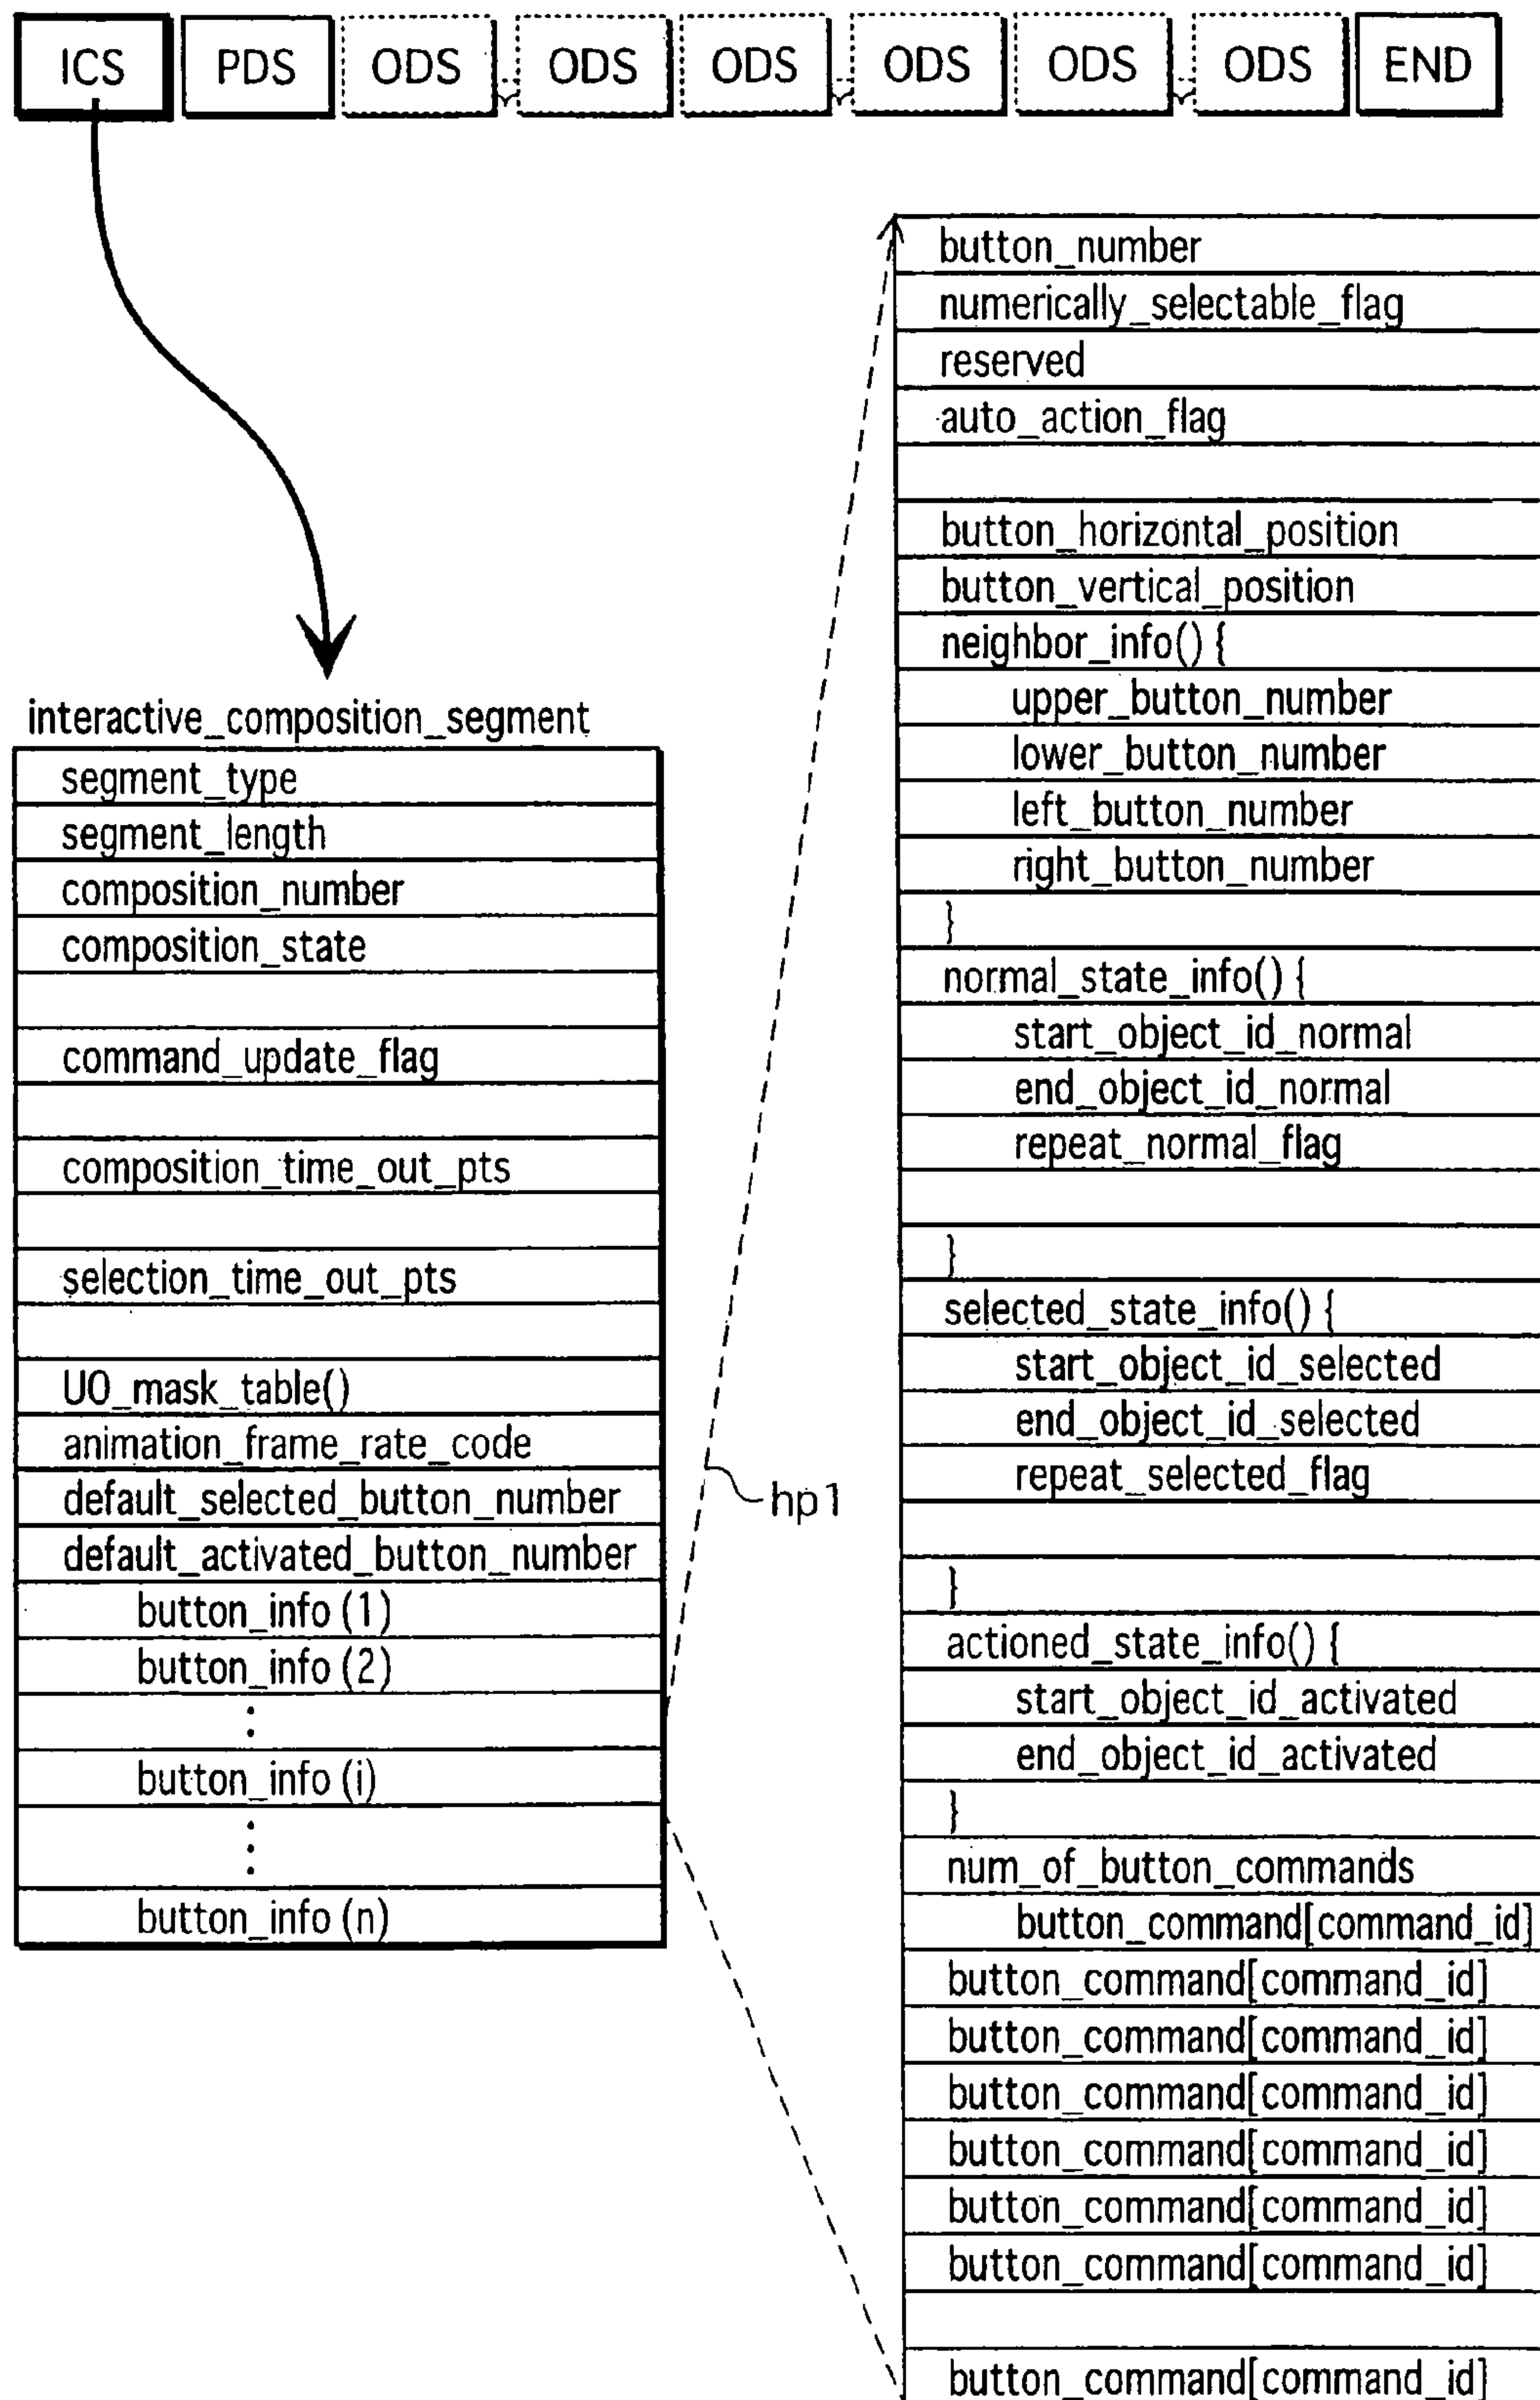 ICS PDS ODS ODS ODS ODS ODS ODS END
interactive_composition_segment
segment_type
segment_length
composition_number
composition_state
command_update_flag
composition_time_out_pts
selection_time_out_pts
UO_mask_table()
animation_frame_rate_code
default_selected_button_number
default_activated_button_number
button_info (1)
button_info (2)
button_info (i)
button_info (n)
hp1
button_number
numerically_selectable_flag
reserved
auto_action_flag
button_horizontal_position
button_vertical_position
neighbor_info() {
upper_button_number
lower_button_number
left_button_number
right_button_number
}
normal_state_info() {
start_object_id_normal
end_object_id_normal
repeat_normal_flag
}
selected_state_info() {
start_object_id_selected
end_object_id_selected
repeat_selected_flag
}
actioned_state_info() {
start_object_id_activated
end_object_id_activated
}
num_of_button_commands
button_command[command_id]
button_command[command_id]
button_command[command_id]
button_command[command_id]
button_command[command_id]
button_command[command_id]
button_command[command_id]
button_command[command_id]